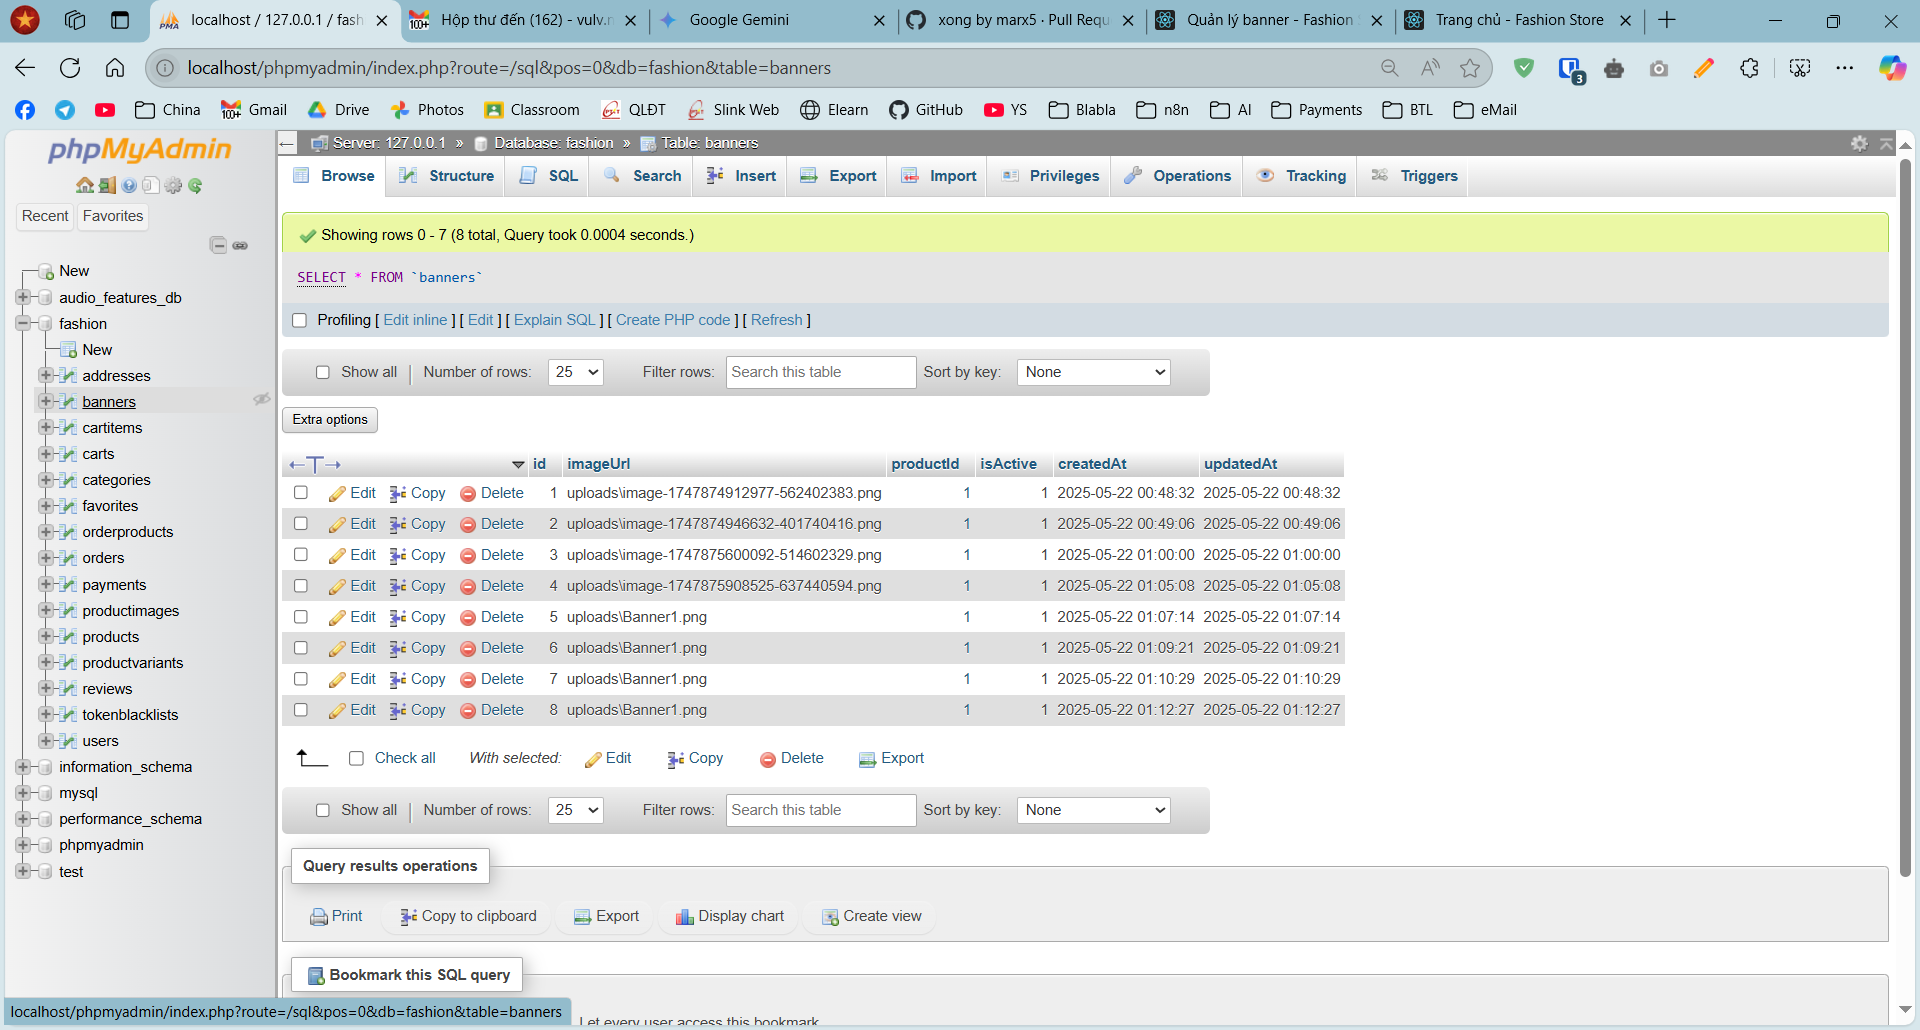 localhost / 127.0.0.1 / fash
Hộp thư đến (162) - vulv.n
Google Gemini
xong by marx5 · Pull Requ
Quản lý banner - Fashion
Trang chủ - Fashion Store
localhost/phpmyadmin/index.php?route=/sql&pos=0&db=fashion&table=banners
3
China
Gmail
Drive
Photos
Classroom
QLĐT
Slink Web
Elearn
GitHub
YS
Blabla
n8n
AI
Payments
BTL
eMail
phpMyAdmin
Recent
Favorites
New
audio_features_db
fashion
New
addresses
banners
cartitems
carts
categories
favorites
orderproducts
orders
payments
productimages
products
productvariants
reviews
tokenblacklists
users
information_schema
mysql
performance_schema
phpmyadmin
test
Server: 127.0.0.1 » Database: fashion » Table: banners
Browse Structure SQL Search Insert Export Import Privileges Operations Tracking Triggers
Showing rows 0 - 7 (8 total, Query took 0.0004 seconds.)
SELECT * FROM `banners`
Profiling [ Edit inline ] [ Edit ] [ Explain SQL ] [ Create PHP code ] [ Refresh ]
Show all Number of rows: 25 Filter rows: Search this table Sort by key: None
Extra options
id imageUrl productId isActive createdAt updatedAt
Edit Copy Delete 1 uploads\image-1747874912977-562402383.png 1 1 2025-05-22 00:48:32 2025-05-22 00:48:32
Edit Copy Delete 2 uploads\image-1747874946632-401740416.png 1 1 2025-05-22 00:49:06 2025-05-22 00:49:06
Edit Copy Delete 3 uploads\image-1747875600092-514602329.png 1 1 2025-05-22 01:00:00 2025-05-22 01:00:00
Edit Copy Delete 4 uploads\image-1747875908525-637440594.png 1 1 2025-05-22 01:05:08 2025-05-22 01:05:08
Edit Copy Delete 5 uploads\Banner1.png 1 1 2025-05-22 01:07:14 2025-05-22 01:07:14
Edit Copy Delete 6 uploads\Banner1.png 1 1 2025-05-22 01:09:21 2025-05-22 01:09:21
Edit Copy Delete 7 uploads\Banner1.png 1 1 2025-05-22 01:10:29 2025-05-22 01:10:29
Edit Copy Delete 8 uploads\Banner1.png 1 1 2025-05-22 01:12:27 2025-05-22 01:12:27
Check all With selected: Edit Copy Delete Export
Show all Number of rows: 25 Filter rows: Search this table Sort by key: None
Query results operations
Print Copy to clipboard Export Display chart Create view
Bookmark this SQL query
localhost/phpmyadmin/index.php?route=/sql&pos=0&db=fashion&table=banners
Let every user access this bookmark